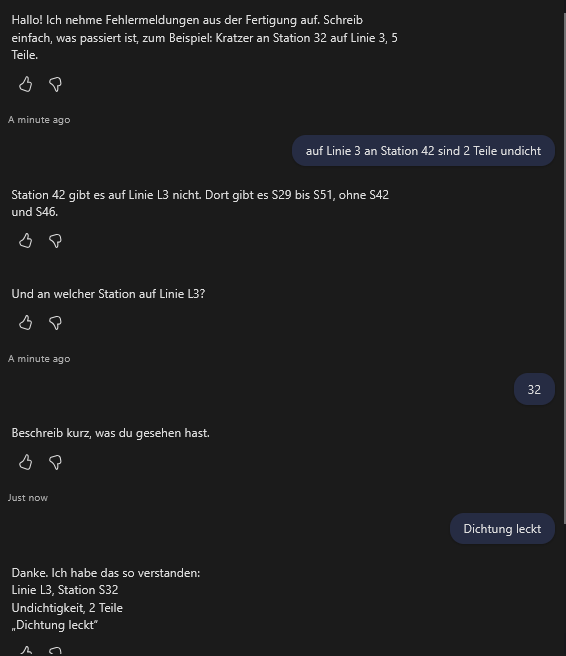 Hallo! Ich nehme Fehlermeldungen aus der Fertigung auf. Schreib
einfach, was passiert ist, zum Beispiel: Kratzer an Station 32 auf Linie 3, 5
Teile.
A minute ago
auf Linie 3 an Station 42 sind 2 Teile undicht
Station 42 gibt es auf Linie L3 nicht. Dort gibt es S29 bis S51, ohne S42
und S46.
Und an welcher Station auf Linie L3?
A minute ago
32
Beschreib kurz, was du gesehen hast.
Just now
Dichtung leckt
Danke. Ich habe das so verstanden:
Linie L3, Station S32
Undichtigkeit, 2 Teile
„Dichtung leckt“